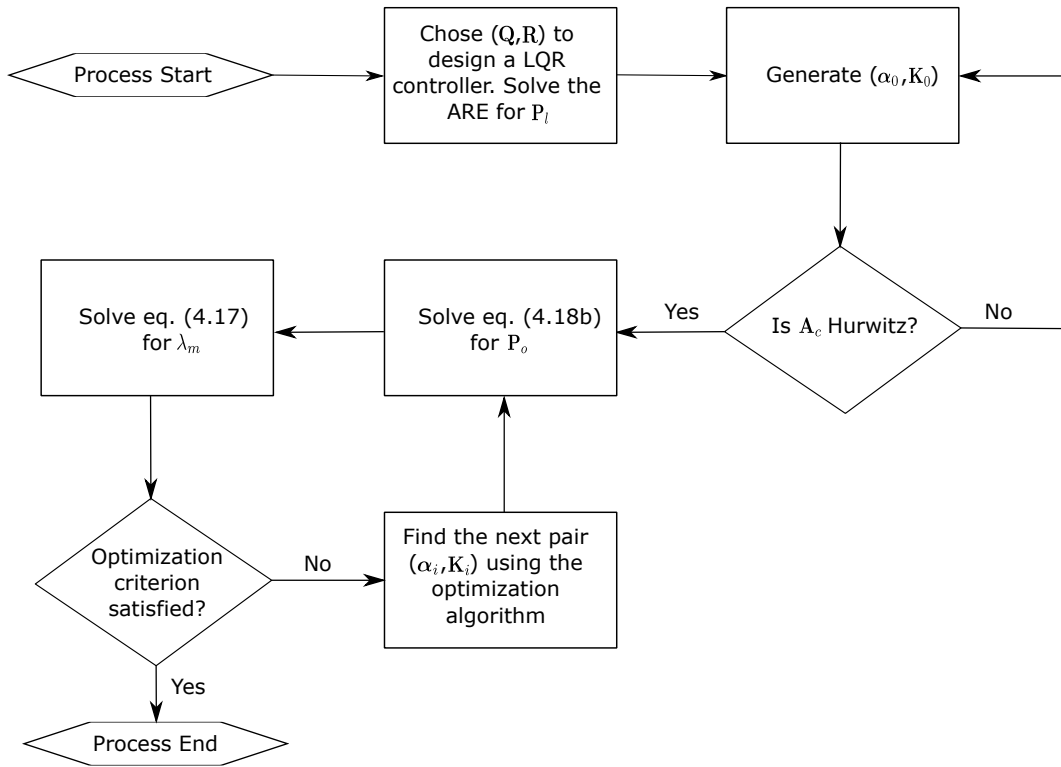 Process Start
Chose (Q,R) to
design a LQR
controller. Solve the
ARE for P_l
Generate (α_0,K_0)
Is A_c Hurwitz?
Yes
No
Solve eq. (4.18b)
for P_o
Solve eq. (4.17)
for λ_m
Optimization
criterion
satisfied?
No
Find the next pair
(α_i,K_i) using the
optimization
algorithm
Yes
Process End